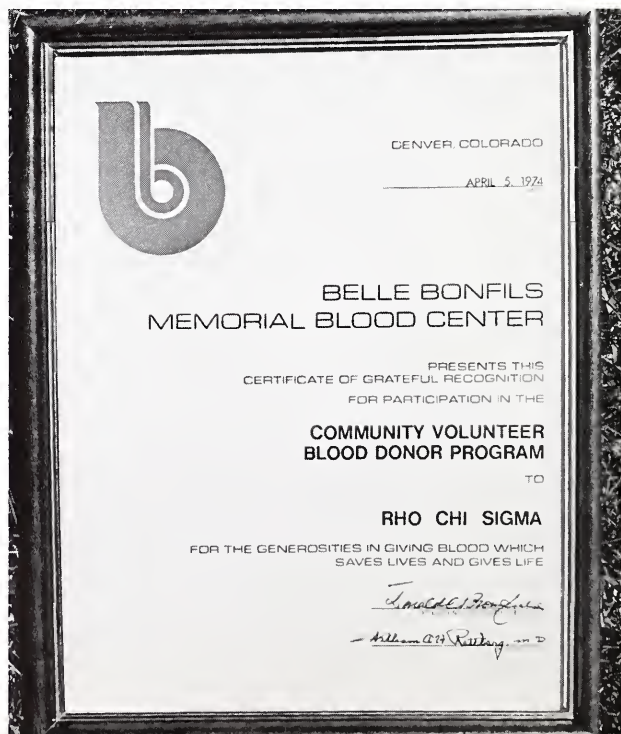 b
DENVER, COLORADO
APRIL 5, 1974
BELLE BONFILS
MEMORIAL BLOOD CENTER
PRESENTS THIS
CERTIFICATE OF GRATEFUL RECOGNITION
FOR PARTICIPATION IN THE
COMMUNITY VOLUNTEER
BLOOD DONOR PROGRAM
TO
RHO CHI SIGMA
FOR THE GENEROSITIES IN GIVING BLOOD WHICH
SAVES LIVES AND GIVES LIFE
M D